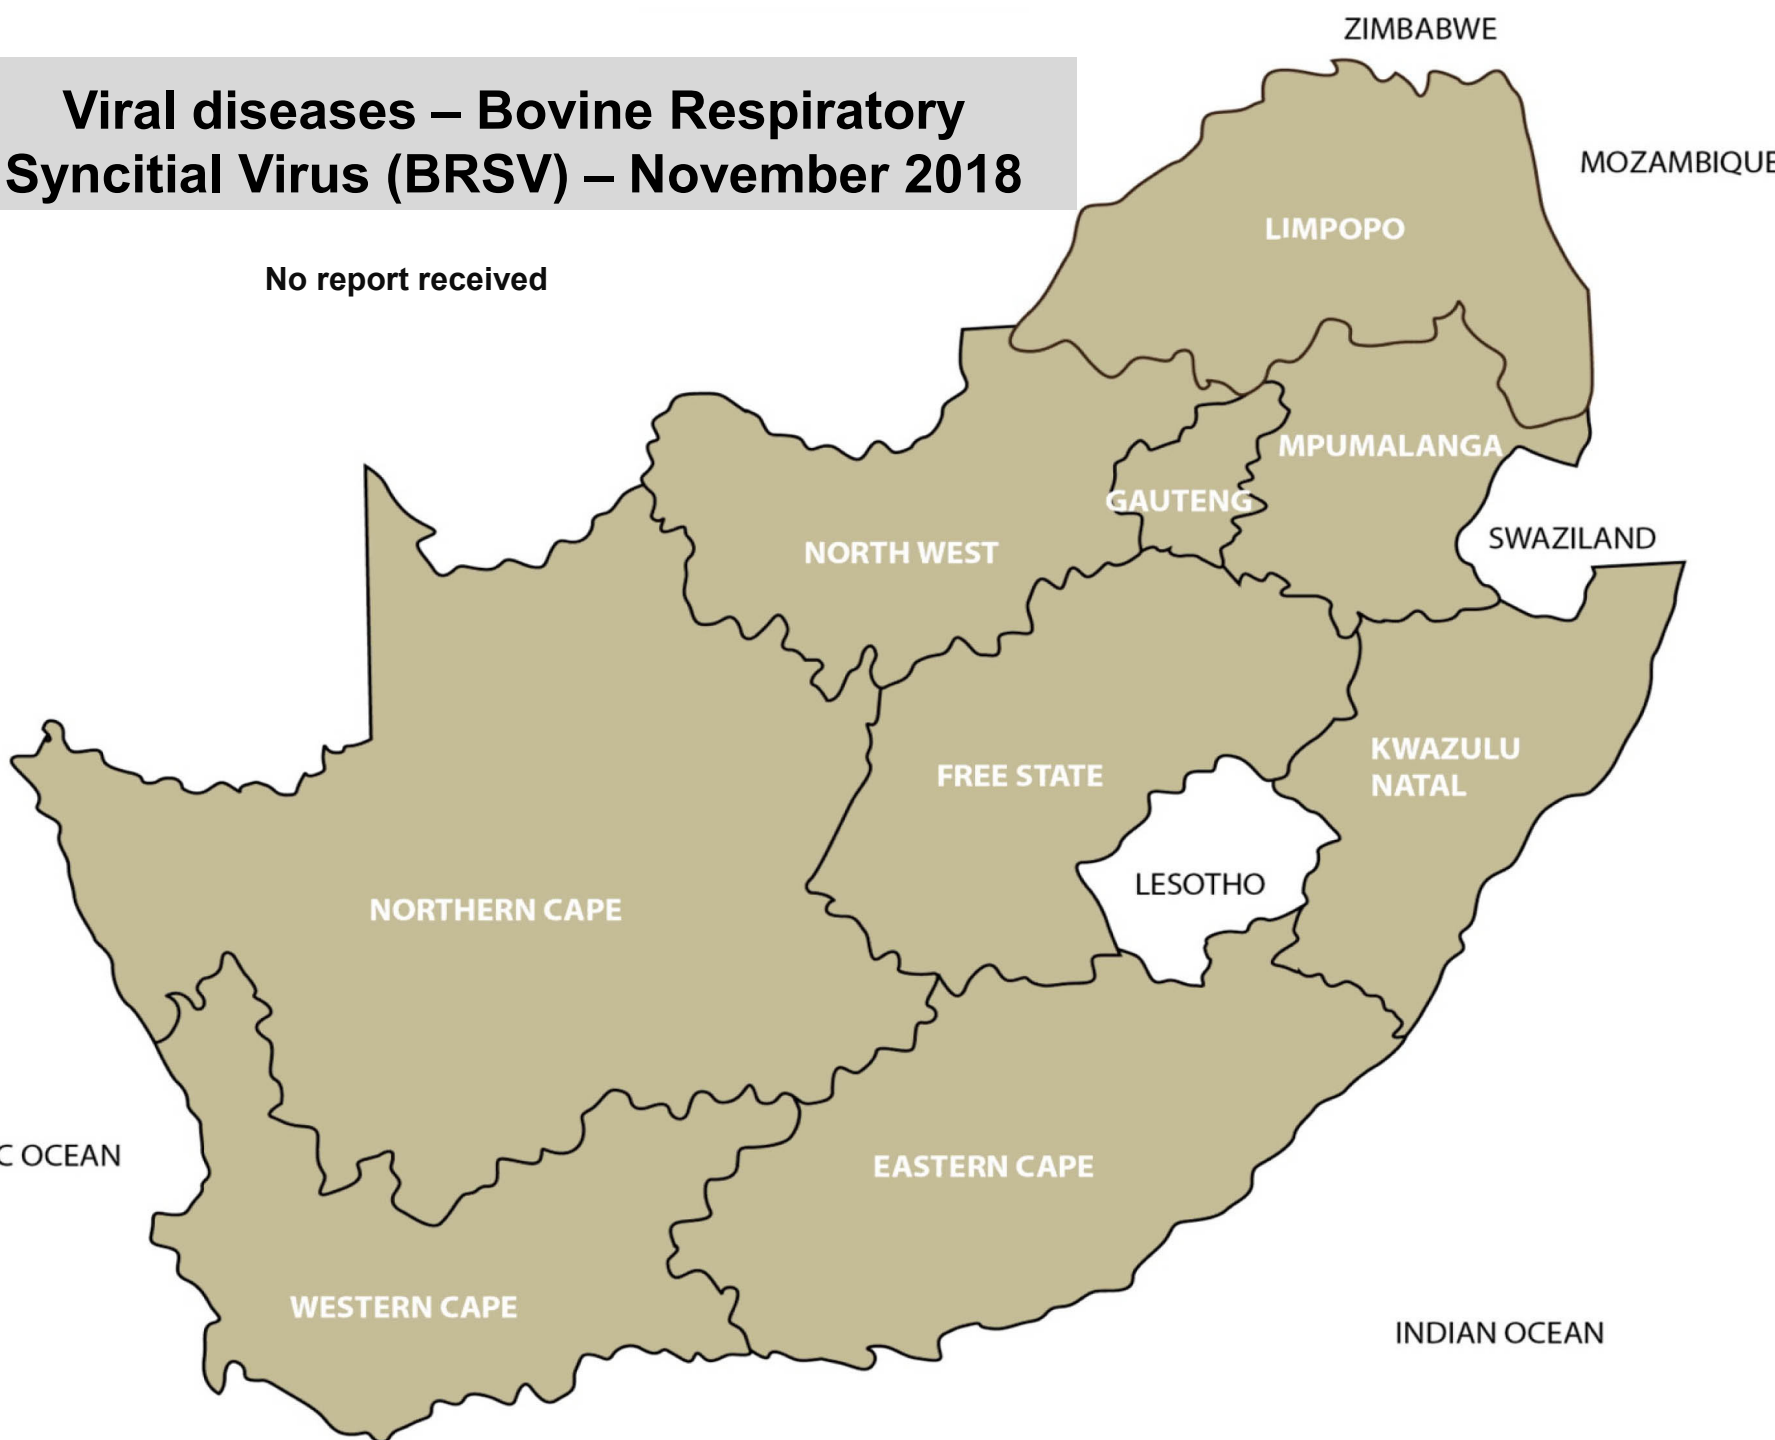 ZIMBABWE
Viral diseases – Bovine Respiratory
Syncitial Virus (BRSV) – November 2018
MOZAMBIQUE
LIMPOPO
No report received
MPUMALANGA
GAUTENG
SWAZILAND
NORTH WEST
KWAZULU
NATAL
FREE STATE
LESOTHO
NORTHERN CAPE
C OCEAN
EASTERN CAPE
WESTERN CAPE
INDIAN OCEAN